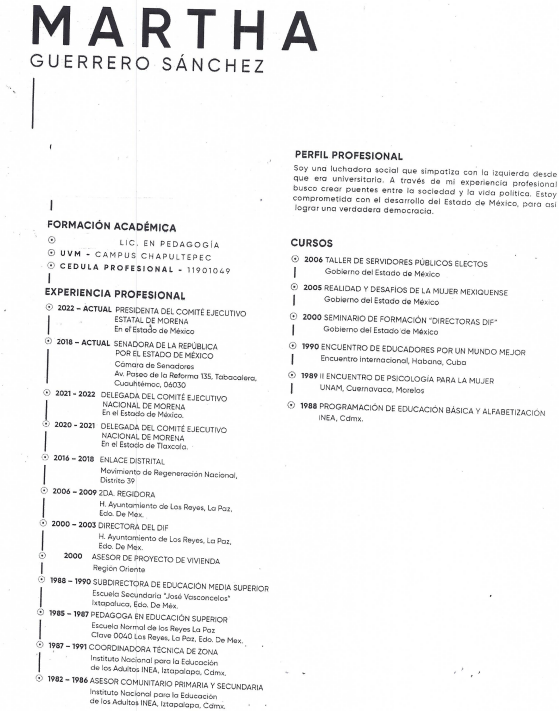 MARTHA
GUERRERO SÁNCHEZ
PERFIL PROFESIONAL
Soy una luchadora social que simpatiza con la izquierda desde
que era universitaria. A través de mi experiencia profesional
busco crear puentes entre la sociedad y la vida política. Estoy
comprometida con el desarrollo del Estado de México, para así
lograr una verdadera democracia.
FORMACIÓN ACADÉMICA
LIC. EN PEDAGOGÍA
UVM - CAMPUS CHAPULTEPEC
CEDULA PROFESIONAL - 11901049
EXPERIENCIA PROFESIONAL
2022 – ACTUAL PRESIDENTA DEL COMITÉ EJECUTIVO
ESTATAL DE MORENA
En el Estado de México
2018 – ACTUAL SENADORA DE LA REPÚBLICA
POR EL ESTADO DE MÉXICO
Cámara de Senadores
Av. Paseo de la Reforma 135, Tabacalera,
Cuauhtémoc, 06030
2021 - 2022 DELEGADA DEL COMITÉ EJECUTIVO
NACIONAL DE MORENA
En el Estado de México.
2020 - 2021 DELEGADA DEL COMITÉ EJECUTIVO
NACIONAL DE MORENA
En el Estado de Tlaxcala.
2016 – 2018 ENLACE DISTRITAL
Movimiento de Regeneración Nacional,
Distrito 39
2006 – 2009 2DA. REGIDORA
H. Ayuntamiento de Los Reyes, La Paz,
Edo. De Mex.
2000 – 2003 DIRECTORA DEL DIF
H. Ayuntamiento de Los Reyes, La Paz,
Edo. De Mex.
2000 ASESOR DE PROYECTO DE VIVIENDA
Región Oriente
1988 – 1990 SUBDIRECTORA DE EDUCACIÓN MEDIA SUPERIOR
Escuela Secundaria "José Vasconcelos"
Ixtapaluca, Edo. De Méx.
1985 – 1987 PEDAGOGA EN EDUCACIÓN SUPERIOR
Escuela Normal de los Reyes La Paz
Clave 0040 Los Reyes, La Paz, Edo. De Mex.
1987 – 1991 COORDINADORA TÉCNICA DE ZONA
Instituto Nacional para la Educación
de los Adultos INEA, Iztapalapa, Cdmx.
1982 – 1986 ASESOR COMUNITARIO PRIMARIA Y SECUNDARIA
Instituto Nacional para la Educación
de los Adultos INEA, Iztapalapa, Cdmx.
CURSOS
2006 TALLER DE SERVIDORES PÚBLICOS ELECTOS
Gobierno del Estado de México
2005 REALIDAD Y DESAFÍOS DE LA MUJER MEXIQUENSE
Gobierno del Estado de México
2000 SEMINARIO DE FORMACIÓN "DIRECTORAS DIF"
Gobierno del Estado de México
1990 ENCUENTRO DE EDUCADORES POR UN MUNDO MEJOR
Encuentro internacional, Habana, Cuba
1989 II ENCUENTRO DE PSICOLOGÍA PARA LA MUJER
UNAM, Cuernavaca, Morelos
1988 PROGRAMACIÓN DE EDUCACIÓN BÁSICA Y ALFABETIZACIÓN
INEA, Cdmx.